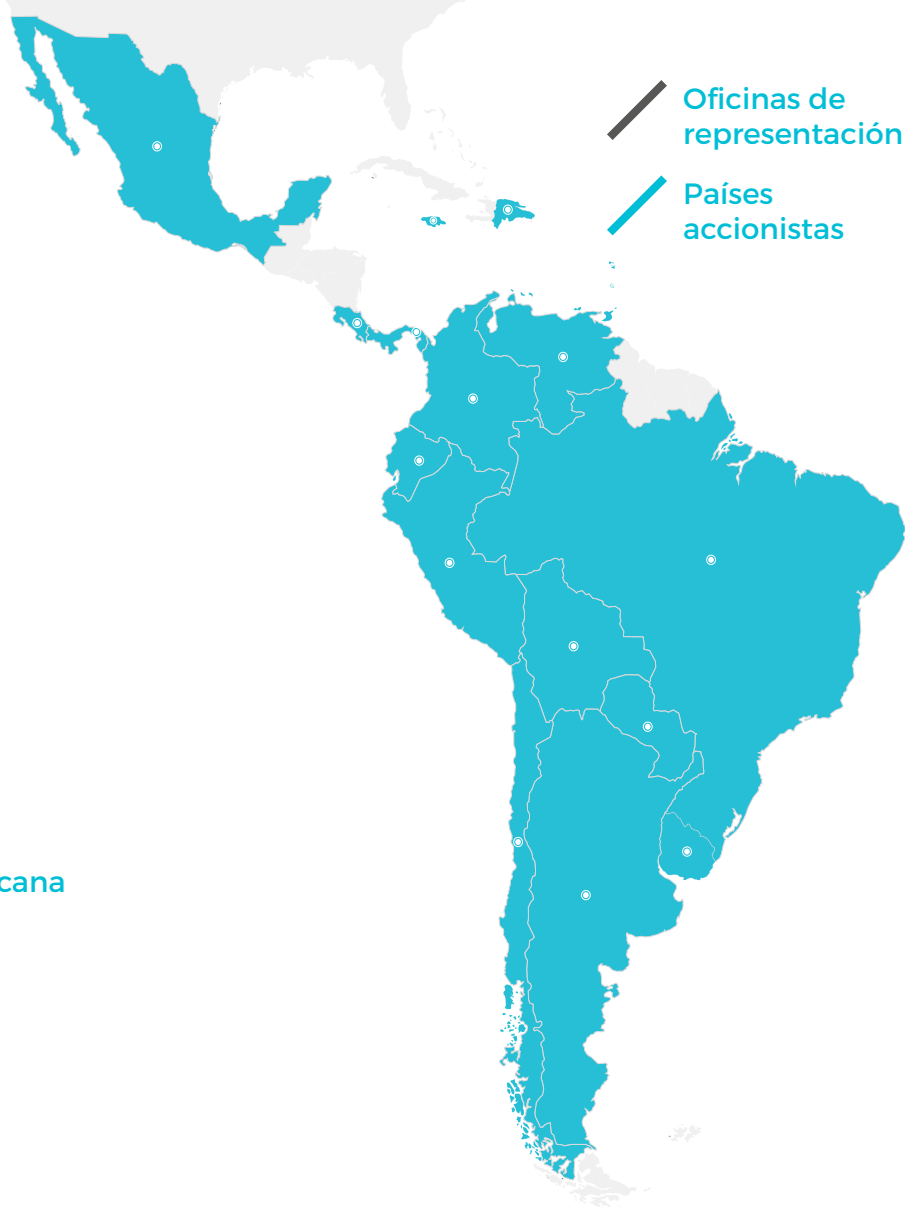 Oficinas de
representación
Países
accionistas
cana